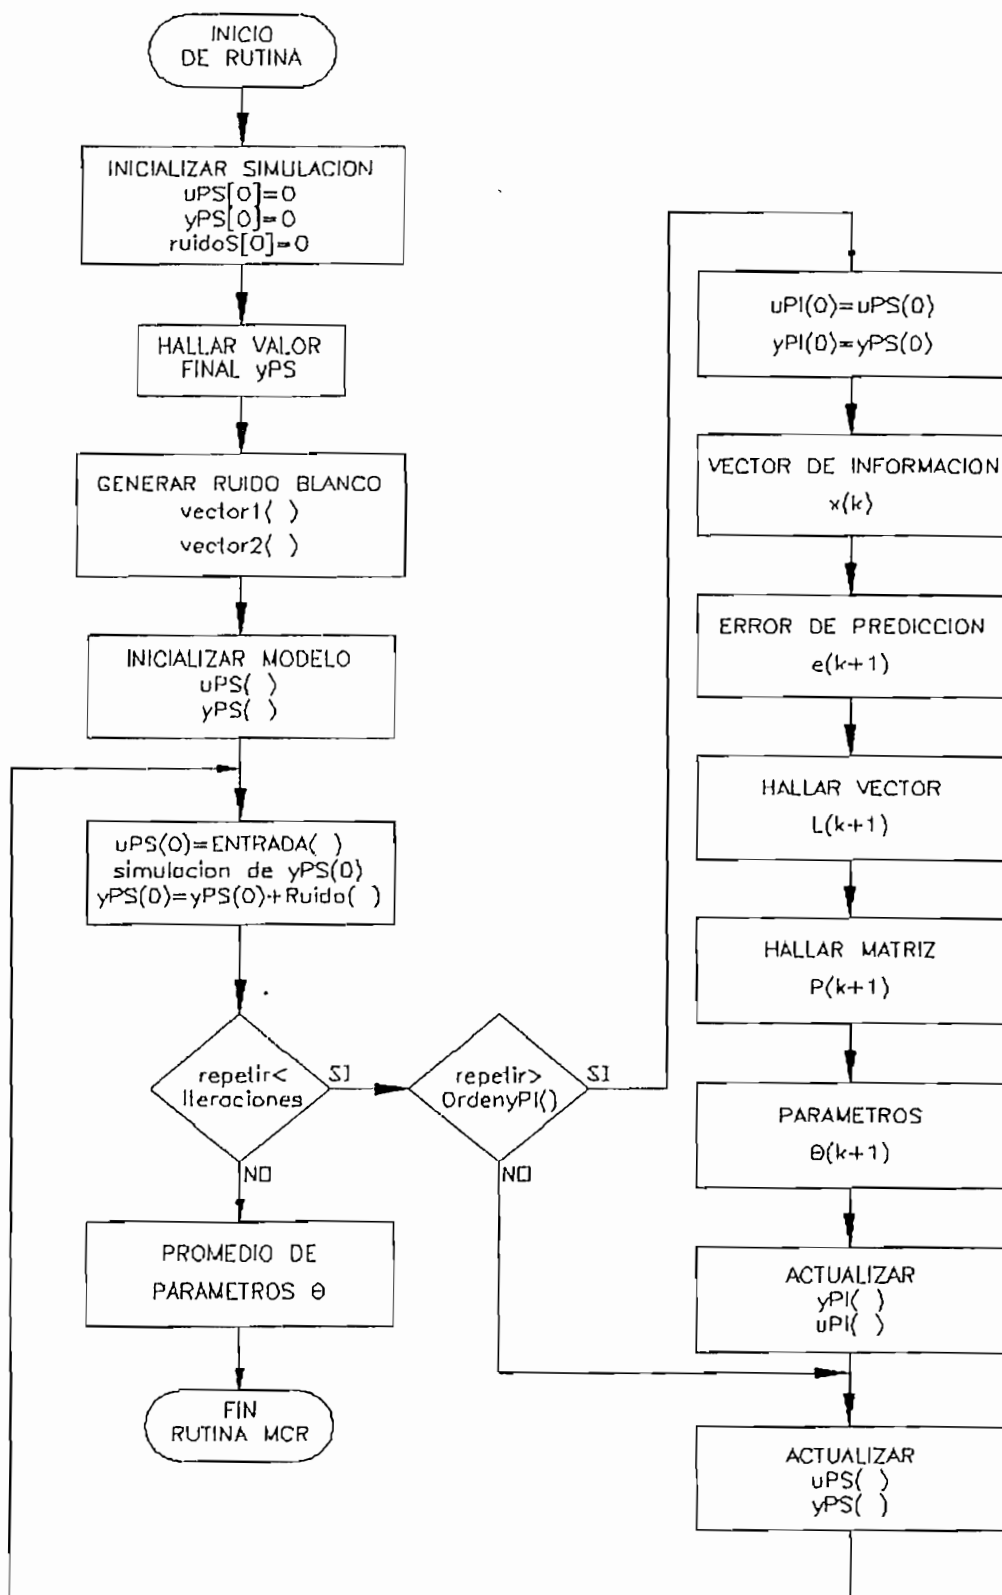 INICIO
DE RUTINA
INICIALIZAR SIMULACION
uPS[0]=0
yPS[0]=0
ruidoS[0]=0
HALLAR VALOR
FINAL yPS
GENERAR RUIDO BLANCO
vector1( )
vector2( )
INICIALIZAR MODELO
uPS( )
yPS( )
uPS(0)=ENTRADA( )
simulacion de yPS(0)
yPS(0)=yPS(0)+Ruido( )
repetir<
Iteraciones
SI
NO
repetir>
OrdenyPI()
SI
NO
PROMEDIO DE
PARAMETROS θ
FIN
RUTINA MCR
uPI(0)=uPS(0)
yPI(0)=yPS(0)
VECTOR DE INFORMACION
x(k)
ERROR DE PREDICCION
e(k+1)
HALLAR VECTOR
L(k+1)
HALLAR MATRIZ
P(k+1)
PARAMETROS
θ(k+1)
ACTUALIZAR
yPI( )
uPI( )
ACTUALIZAR
uPS( )
yPS( )